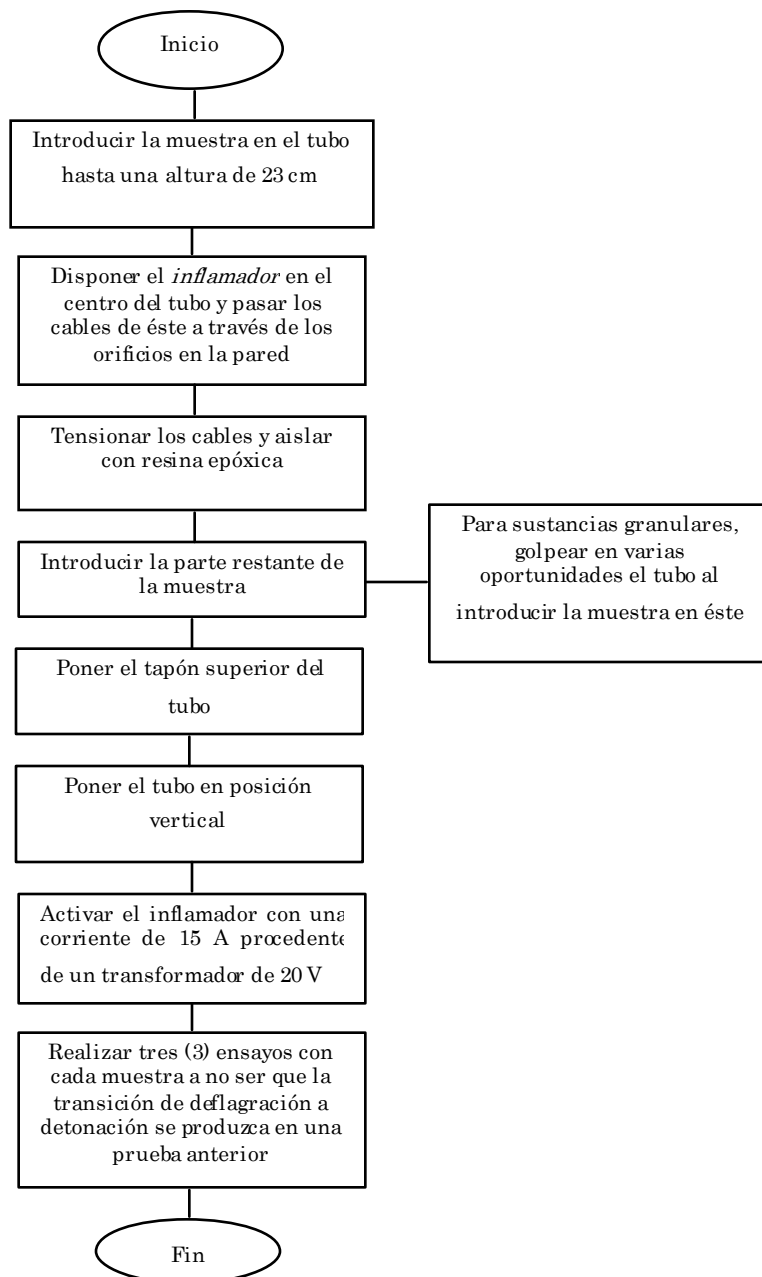 Inicio
Introducir la muestra en el tubo
hasta una altura de 23 cm
Disponer el inflamador en el
centro del tubo y pasar los
cables de éste a través de los
orificios en la pared
Tensionar los cables y aislar
con resina epóxica
Introducir la parte restante de
la muestra
Para sustancias granulares,
golpear en varias
oportunidades el tubo al
introducir la muestra en éste
Poner el tapón superior del
tubo
Poner el tubo en posición
vertical
Activar el inflamador con una
corriente de 15 A procedente
de un transformador de 20 V
Realizar tres (3) ensayos con
cada muestra a no ser que la
transición de deflagración a
detonación se produzca en una
prueba anterior
Fin